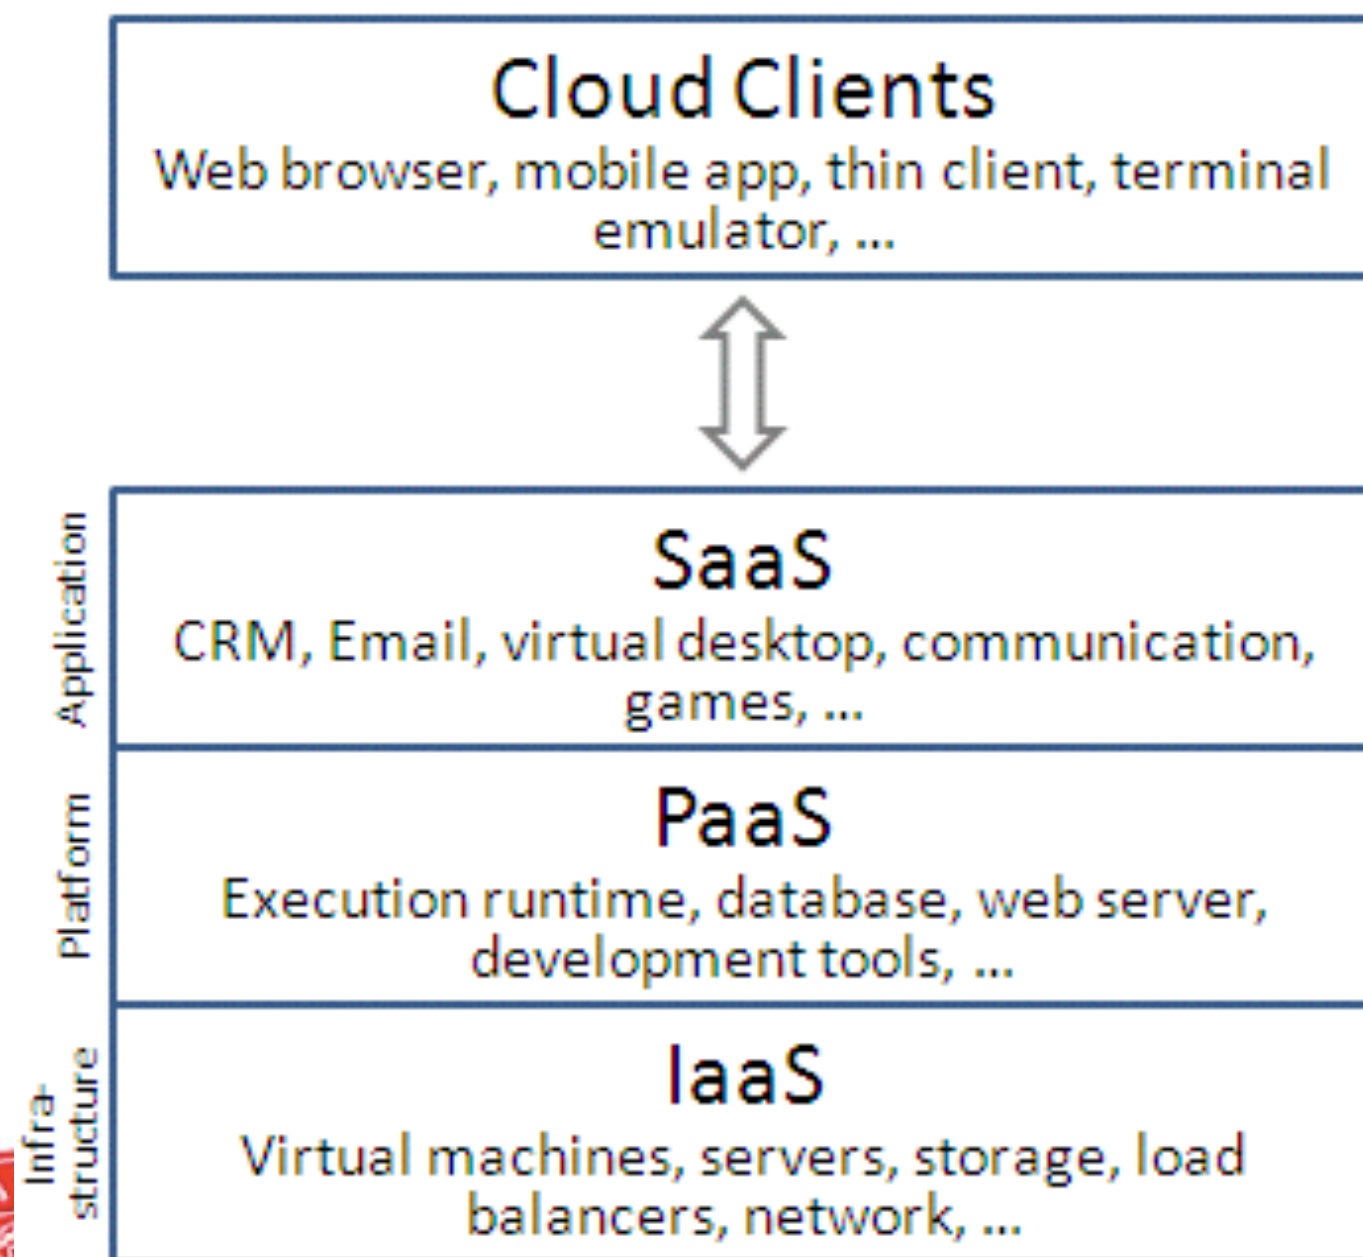 Cloud Clients
Web browser, mobile app, thin client, terminal
emulator, ...
Application
SaaS
CRM, Email, virtual desktop, communication,
games, ...
Platform
PaaS
Execution runtime, database, web server,
development tools, ...
Infra-
structure
IaaS
Virtual machines, servers, storage, load
balancers, network, ...